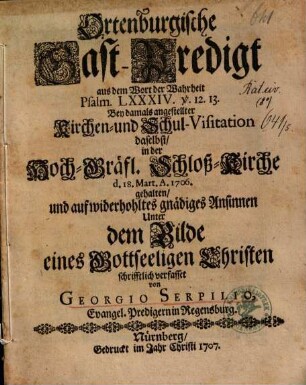 Ortenburgische
Gast-Predigt
aus dem Wort der Wahrheit
Psalm. LXXXIV. v. 12. 13.
Bey damals angestellter
Kirchen-und Schul-Visitation
daselbst/
in der
Hoch-Gräfl. Schloß-Kirche
d. 18. Mart. A. 1706.
gehalten/
und auf widerhohltes gnädiges Ansinnen
Unter
dem Bilde
eines Gottseeligen Christen
schrifftlich verfasset
von
GEORGIO SERPILIO,
Evangel. Predigern in Regensburg.
Nürnberg/
Gedruckt im Jahr Christi 1707.